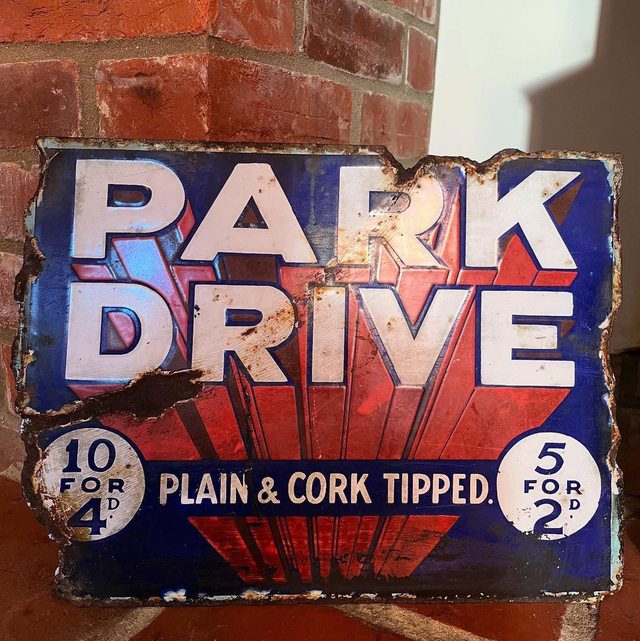 PARK
DRIVE
10
FOR
4D
PLAIN & CORK TIPPED.
5
FOR
2D